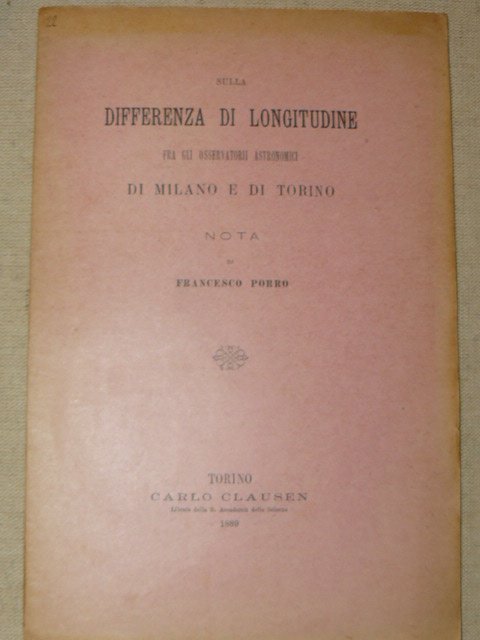 22
SULLA
DIFFERENZA DI LONGITUDINE
FRA GLI OSSERVATORII ASTRONOMICI
DI MILANO E DI TORINO
NOTA
DI
FRANCESCO PORRO
TORINO
CARLO CLAUSEN
Libraio della R. Accademia delle Scienze
1889